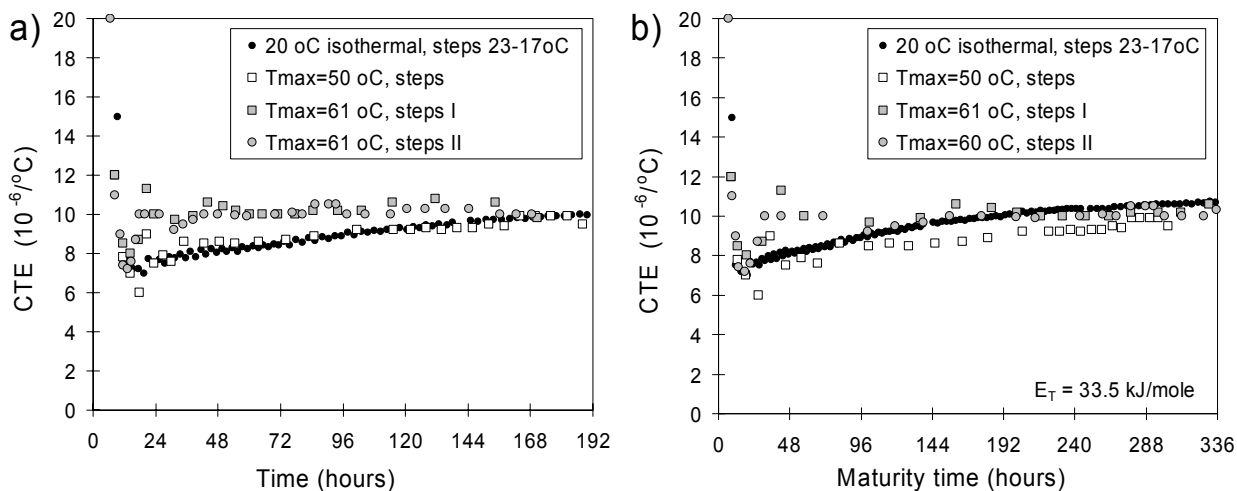 a)
CTE (10⁻⁶/ºC)
20
18
16
14
12
10
8
6
4
2
0
20 oC isothermal, steps 23-17oC
Tmax=50 oC, steps
Tmax=61 oC, steps I
Tmax=61 oC, steps II
0 24 48 72 96 120 144 168 192
Time (hours)
b)
CTE (10⁻⁶/ºC)
20
18
16
14
12
10
8
6
4
2
0
20 oC isothermal, steps 23-17oC
Tmax=50 oC, steps
Tmax=61 oC, steps I
Tmax=60 oC, steps II
E_T = 33.5 kJ/mole
0 48 96 144 192 240 288 336
Maturity time (hours)